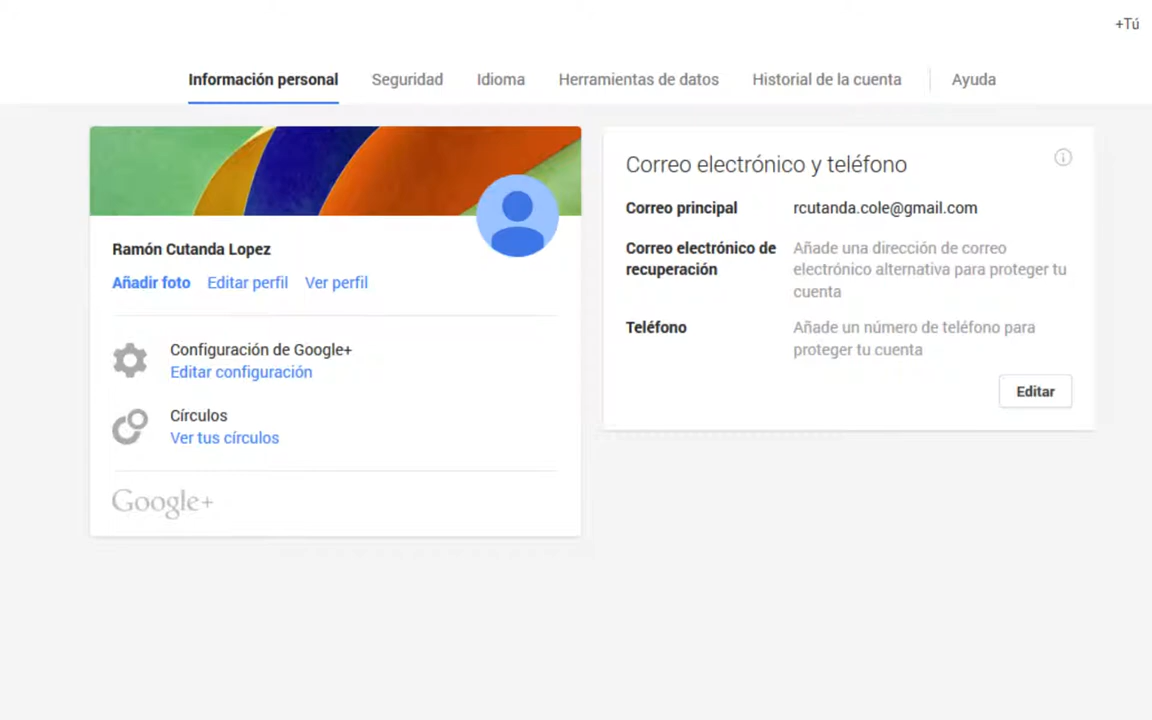 +Tú
Información personal Seguridad Idioma Herramientas de datos Historial de la cuenta Ayuda
Ramón Cutanda Lopez
Añadir foto Editar perfil Ver perfil
Configuración de Google+
Editar configuración
Círculos
Ver tus círculos
Google+
Correo electrónico y teléfono
Correo principal rcutanda.cole@gmail.com
Correo electrónico de Añade una dirección de correo
recuperación electrónico alternativa para proteger tu
cuenta
Teléfono Añade un número de teléfono para
proteger tu cuenta
Editar